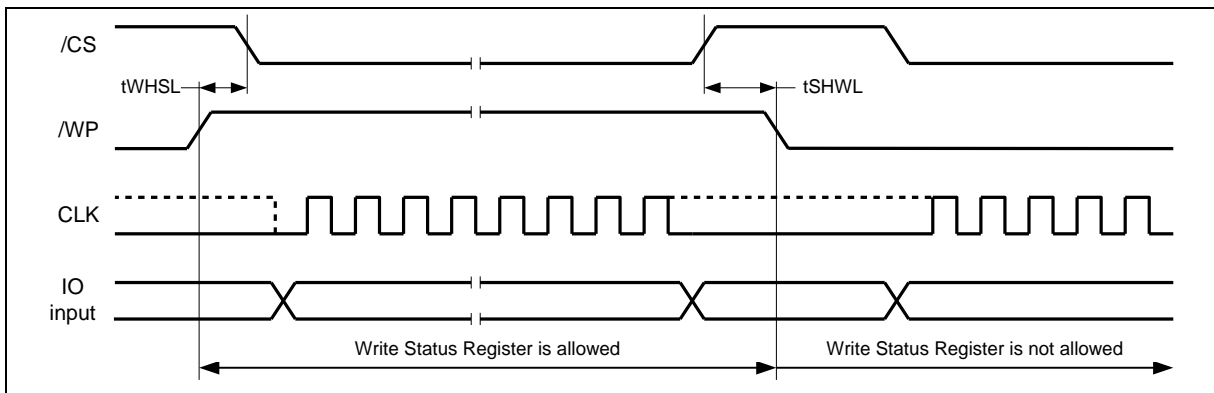 /CS
tWHSL
tSHWL
/WP
CLK
IO
input
Write Status Register is allowed
Write Status Register is not allowed